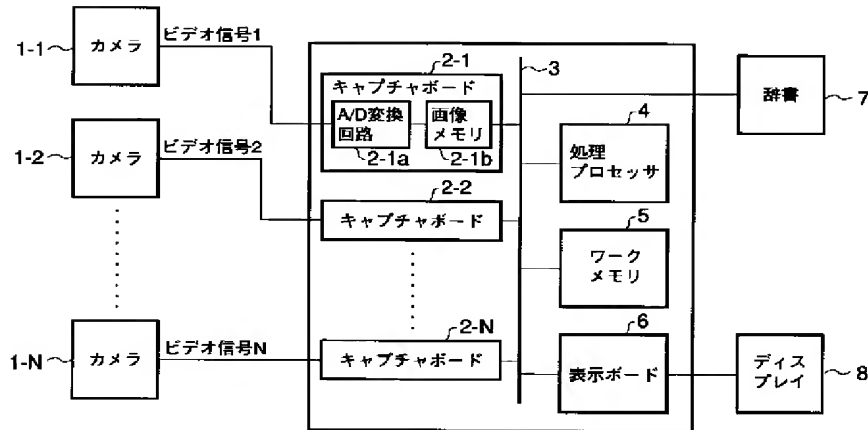 1-1
カメラ
ビデオ信号1
2-1
キャプチャボード
A/D変換
回路
2-1a
画像
メモリ
2-1b
3
辞書
7
4
処理
プロセッサ
1-2
カメラ
ビデオ信号2
2-2
キャプチャボード
5
ワーク
メモリ
1-N
カメラ
ビデオ信号N
2-N
キャプチャボード
6
表示ボード
ディス
プレイ
8